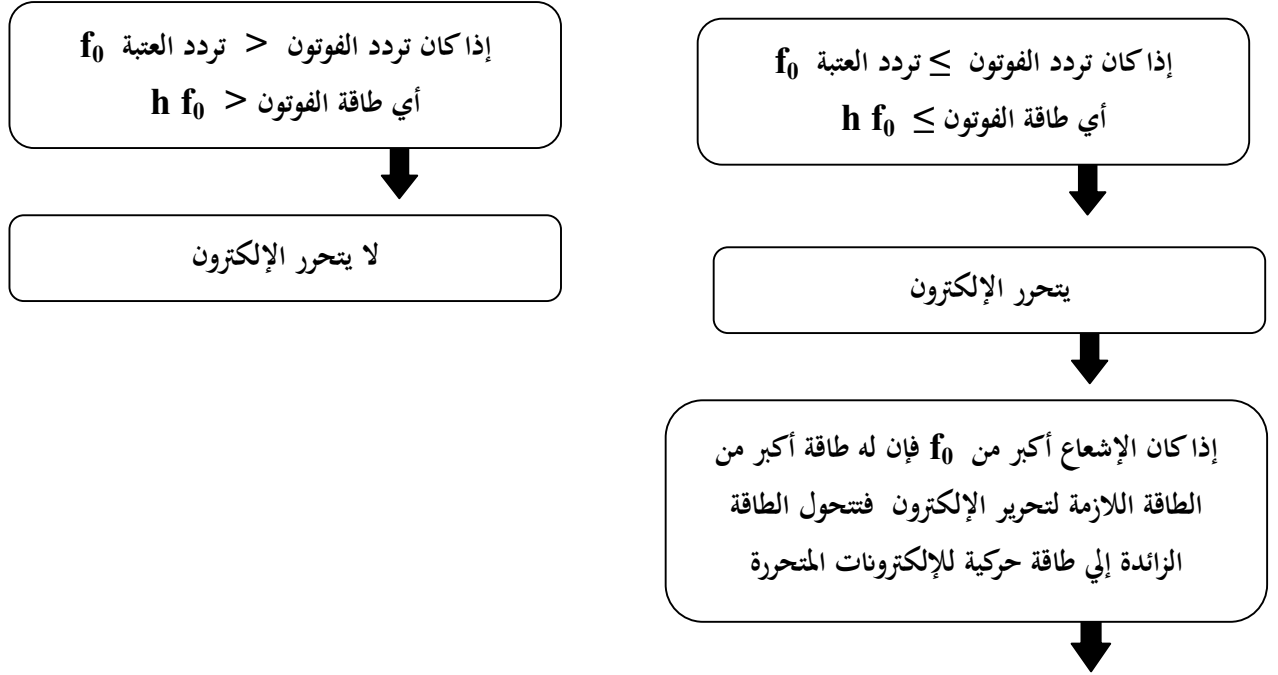 إذا كان تردد الفوتون ≥ تردد العتبة f₀
أي طاقة الفوتون ≥ h f₀
يتحرر الإلكترون
إذا كان الإشعاع أكبر من f₀ فإن له طاقة أكبر من
الطاقة اللازمة لتحرير الإلكترون فتتحول الطاقة
الزائدة إلي طاقة حركية للإلكترونات المتحررة
إذا كان تردد الفوتون < تردد العتبة f₀
أي طاقة الفوتون < h f₀
لا يتحرر الإلكترون